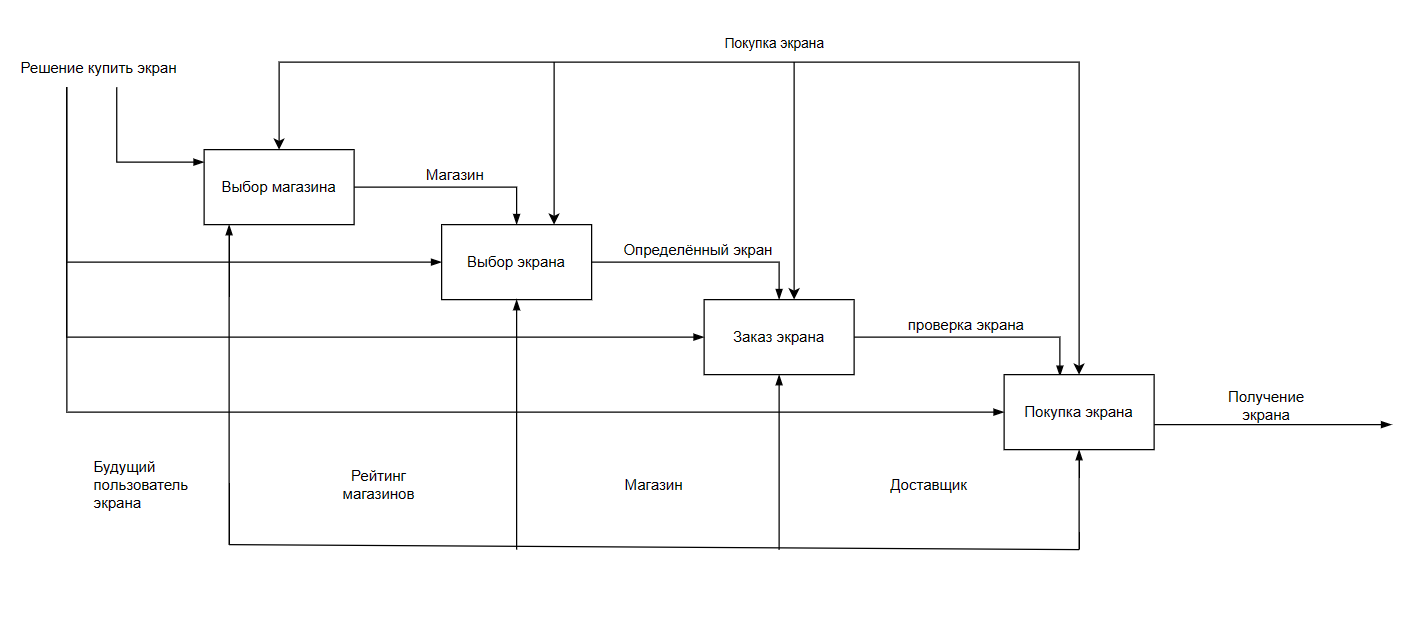 Покупка экрана
Решение купить экран
Магазин
Выбор магазина
Определённый экран
Выбор экрана
проверка экрана
Заказ экрана
Получение
экрана
Покупка экрана
Будущий
пользователь
экрана
Рейтинг
магазинов
Магазин
Доставщик